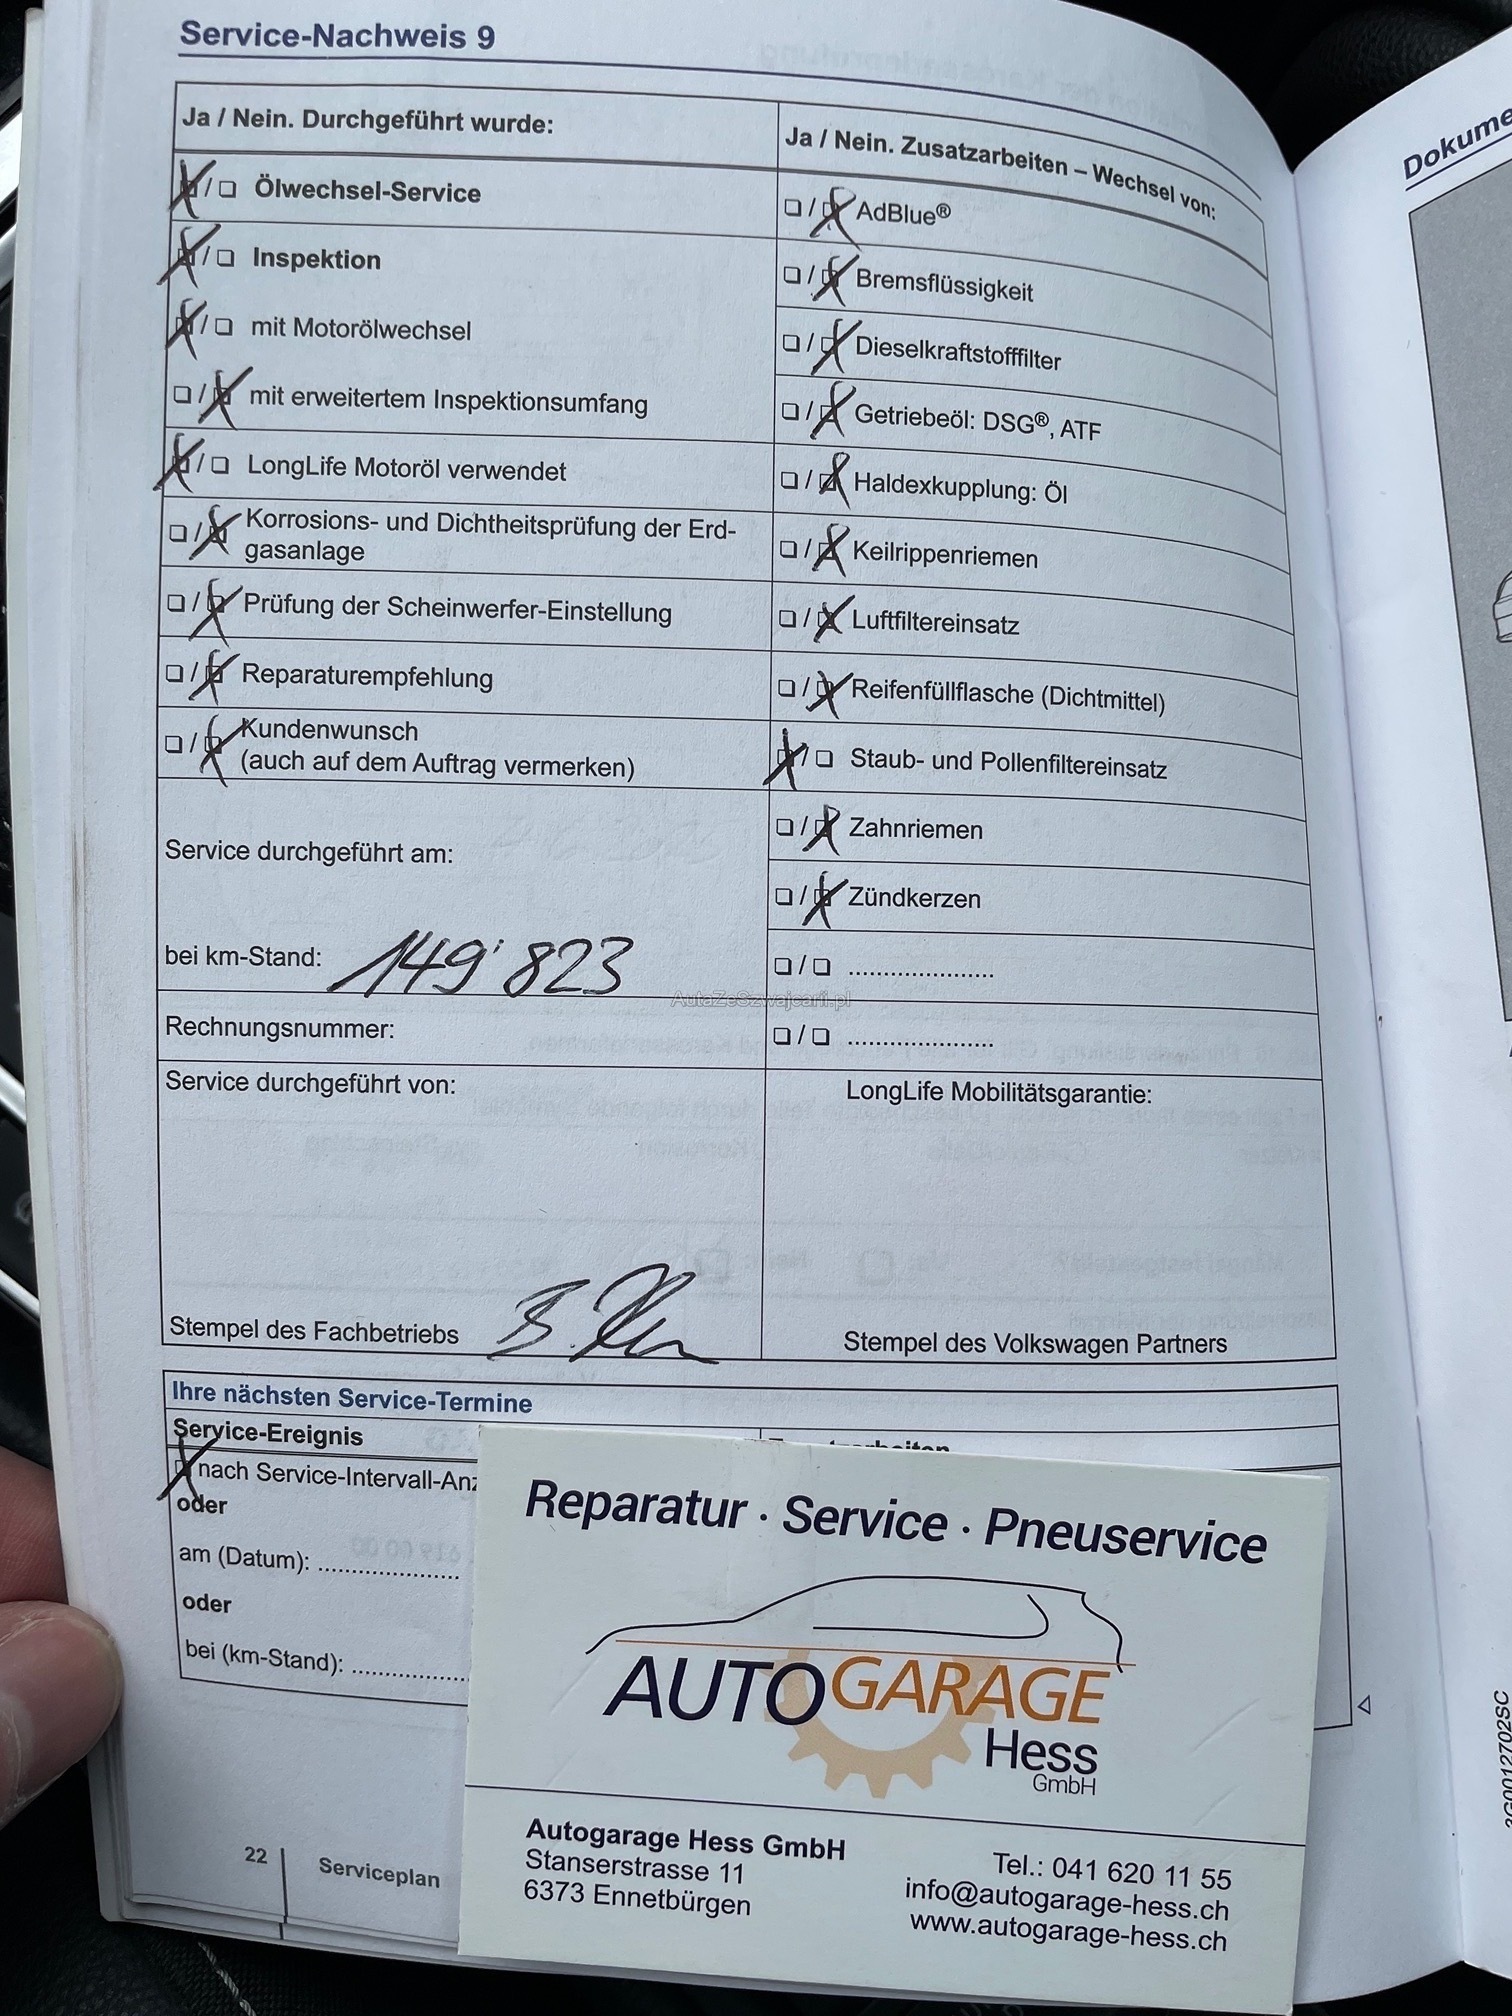 Service-Nachweis 9
Ja / Nein. Durchgeführt wurde:
/ Ölwechsel-Service
/ Inspektion
/ mit Motorölwechsel
/ mit erweitertem Inspektionsumfang
/ LongLife Motoröl verwendet
/ Korrosions- und Dichtheitsprüfung der Erd-
gasanlage
/ Prüfung der Scheinwerfer-Einstellung
/ Reparaturempfehlung
/ Kundenwunsch
(auch auf dem Auftrag vermerken)
Service durchgeführt am:
bei km-Stand: 149'823
Rechnungsnummer:
Service durchgeführt von:
Stempel des Fachbetriebs
Ja / Nein. Zusatzarbeiten – Wechsel von:
/ AdBlue®
/ Bremsflüssigkeit
/ Dieselkraftstofffilter
/ Getriebeöl: DSG®, ATF
/ Haldexkupplung: Öl
/ Keilrippenriemen
/ Luftfiltereinsatz
/ Reifenfüllflasche (Dichtmittel)
/ Staub- und Pollenfiltereinsatz
/ Zahnriemen
/ Zündkerzen
/ .....................
/ .....................
LongLife Mobilitätsgarantie:
Stempel des Volkswagen Partners
AutaZeSzwajcarii.pl
Ihre nächsten Service-Termine
Service-Ereignis
nach Service-Intervall-Anz
oder
am (Datum): ....................
oder
bei (km-Stand): .................
22 Serviceplan
Reparatur · Service · Pneuservice
AUTOGARAGE
Hess
GmbH
Autogarage Hess GmbH
Stanserstrasse 11
6373 Ennetbürgen
Tel.: 041 620 11 55
info@autogarage-hess.ch
www.autogarage-hess.ch
Dokume
3G0012702SC